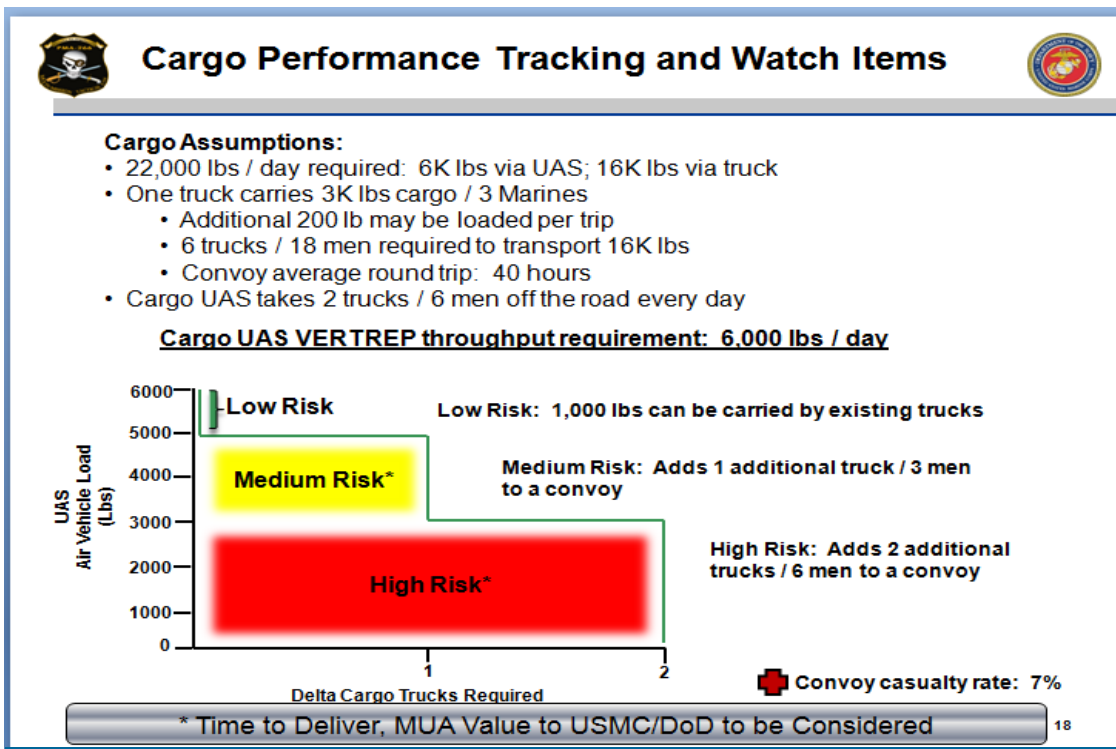 Cargo Performance Tracking and Watch Items
Cargo Assumptions:
• 22,000 lbs / day required: 6K lbs via UAS; 16K lbs via truck
• One truck carries 3K lbs cargo / 3 Marines
• Additional 200 lb may be loaded per trip
• 6 trucks / 18 men required to transport 16K lbs
• Convoy average round trip: 40 hours
• Cargo UAS takes 2 trucks / 6 men off the road every day
Cargo UAS VERTREP throughput requirement: 6,000 lbs / day
UAS
Air Vehicle Load
(Lbs)
6000
5000
4000
3000
2000
1000
0
Low Risk
Low Risk: 1,000 lbs can be carried by existing trucks
Medium Risk*
Medium Risk: Adds 1 additional truck / 3 men
to a convoy
High Risk*
High Risk: Adds 2 additional
trucks / 6 men to a convoy
1
2
Delta Cargo Trucks Required
Convoy casualty rate: 7%
* Time to Deliver, MUA Value to USMC/DoD to be Considered
18